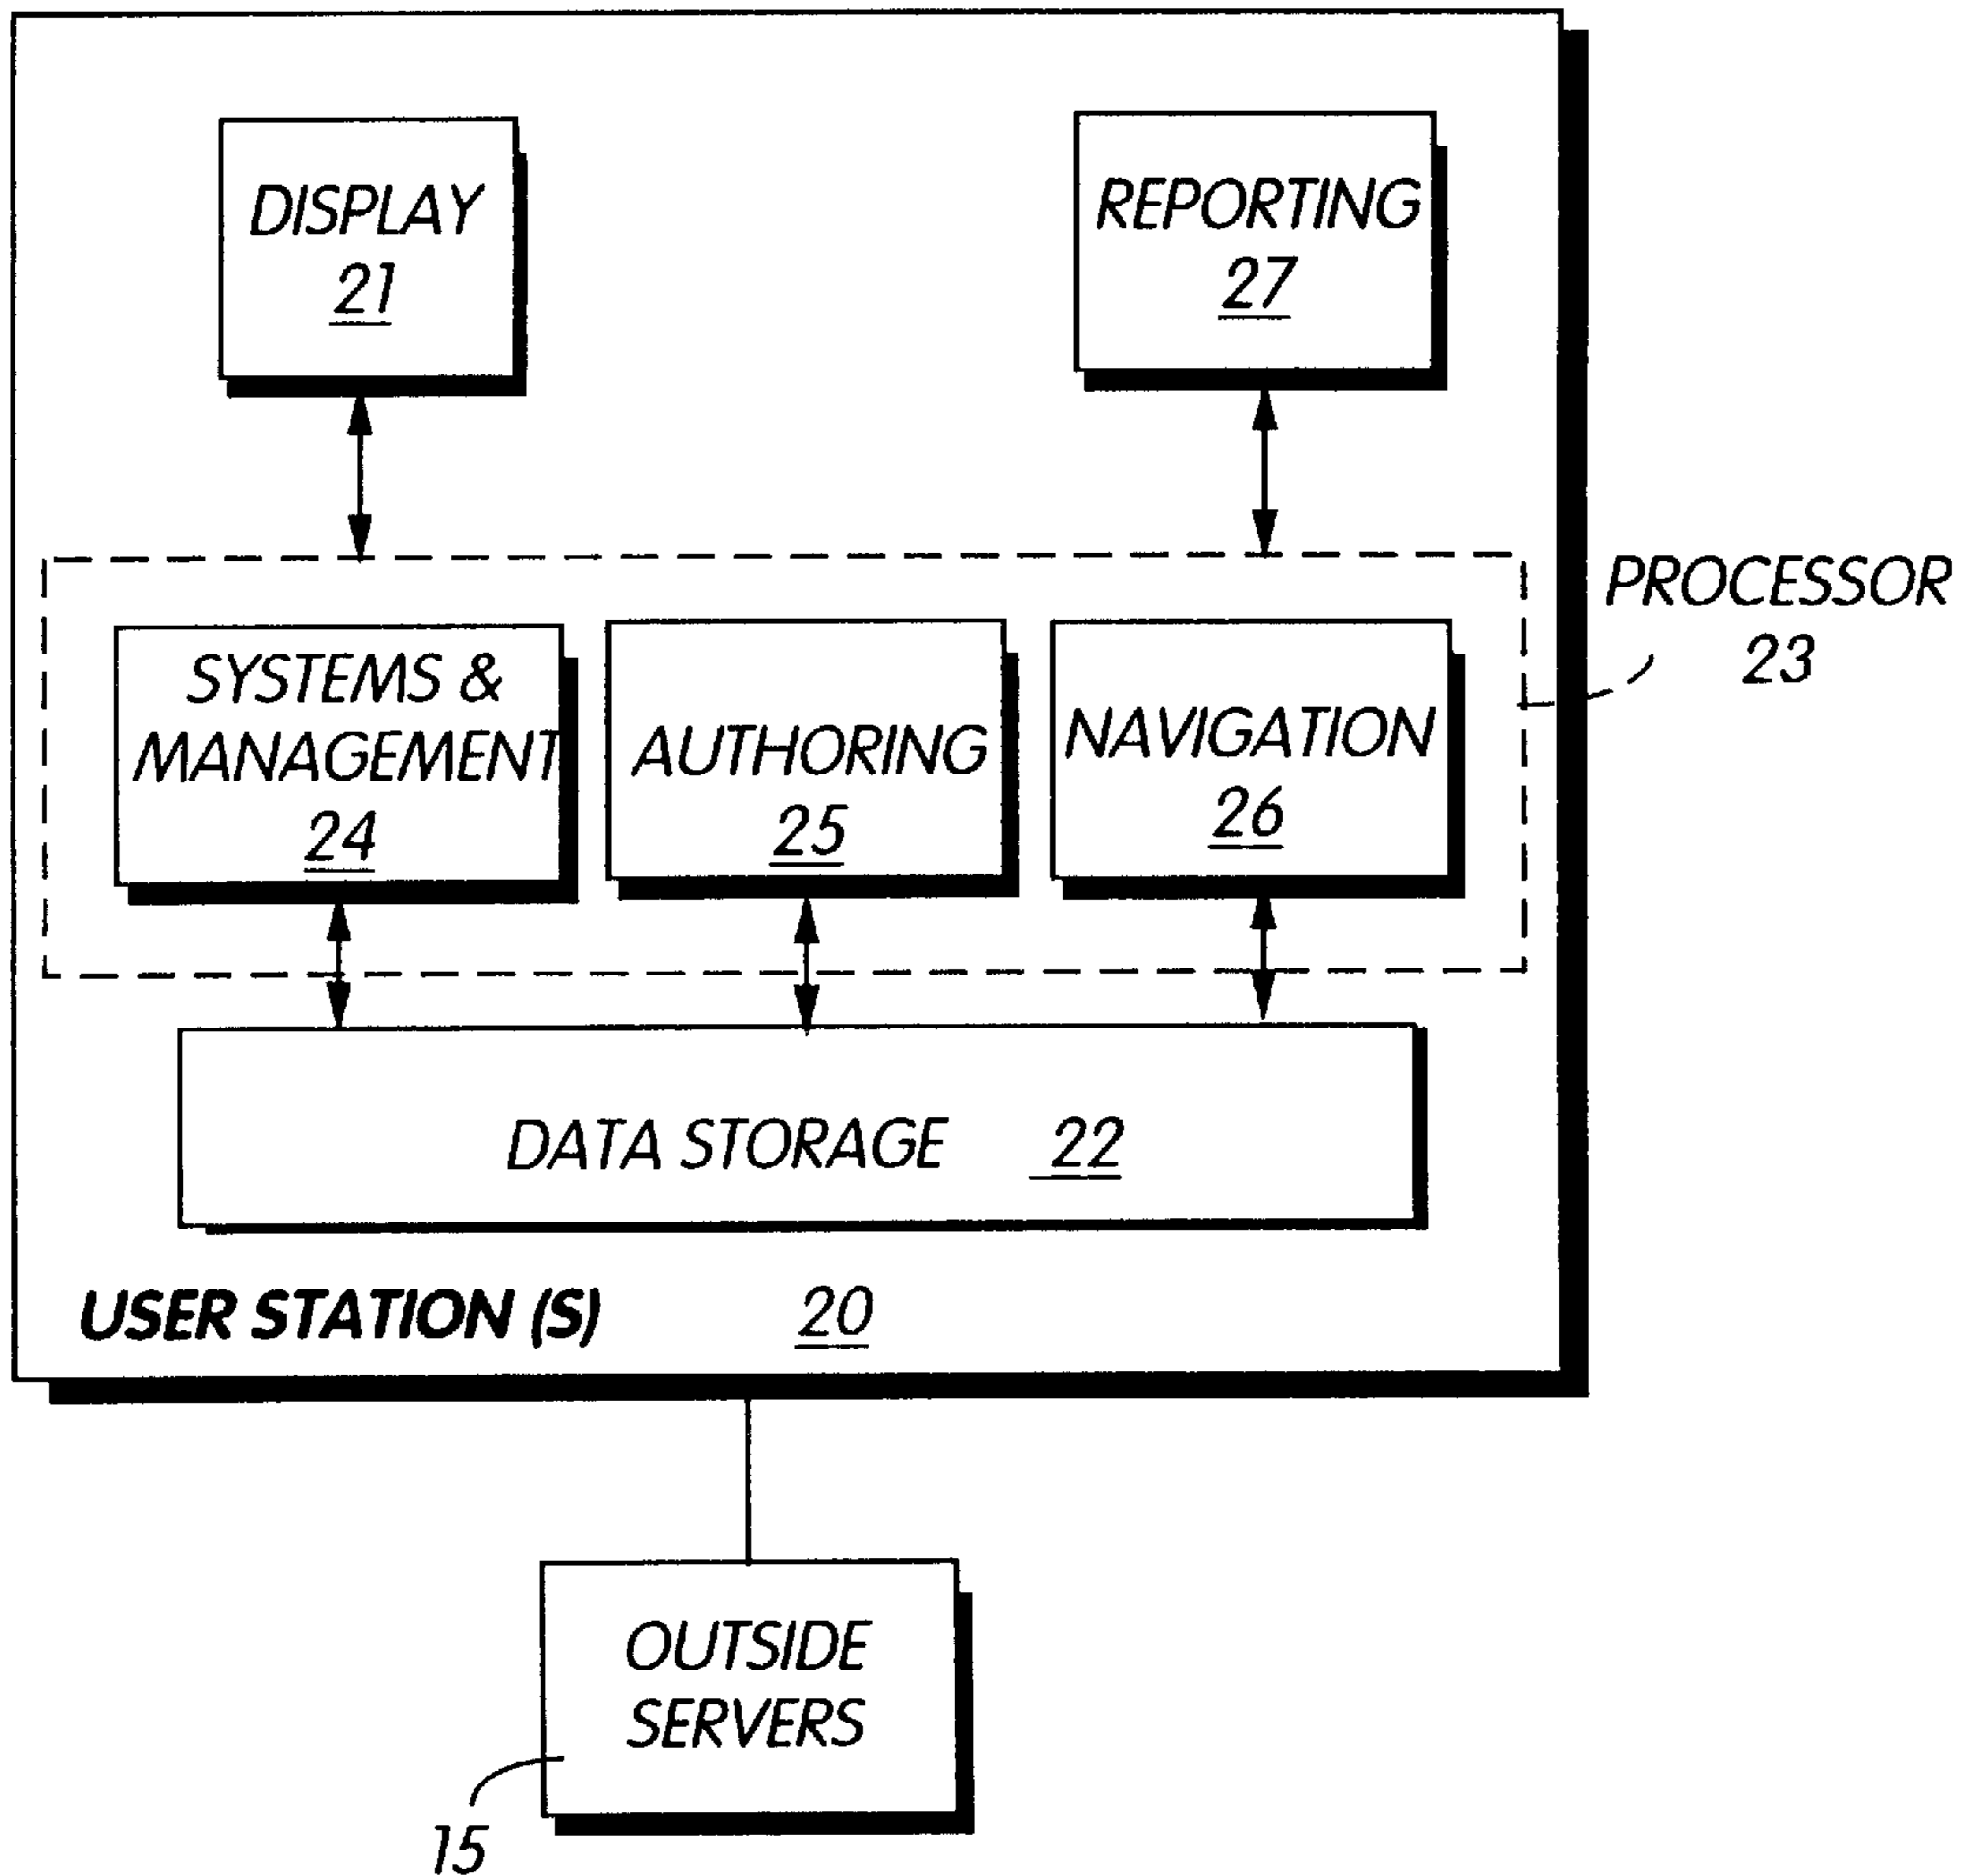 DISPLAY
21
REPORTING
27
PROCESSOR
23
SYSTEMS &
MANAGEMENT
24
AUTHORING
25
NAVIGATION
26
DATA STORAGE 22
USER STATION (S) 20
OUTSIDE
SERVERS
15